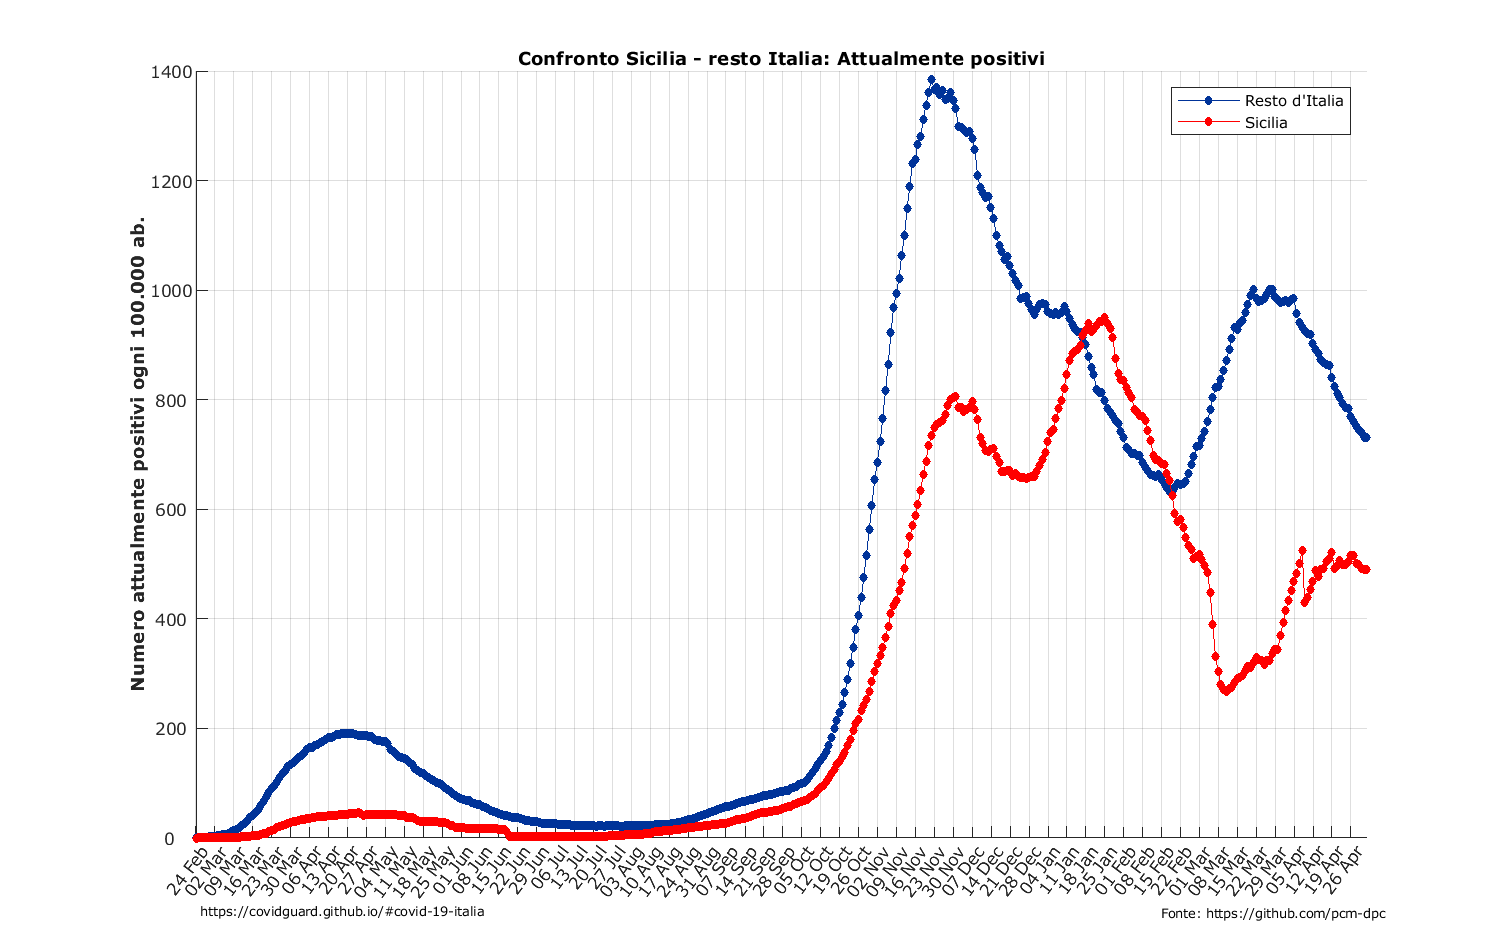 Confronto Sicilia - resto Italia: Attualmente positivi
Numero attualmente positivi ogni 100.000 ab.
1400
1200
1000
800
600
400
200
0
Resto d'Italia
Sicilia
24 Feb
02 Mar
09 Mar
16 Mar
23 Mar
30 Mar
06 Apr
13 Apr
20 Apr
27 Apr
04 May
11 May
18 May
25 May
01 Jun
08 Jun
15 Jun
22 Jun
29 Jun
06 Jul
13 Jul
20 Jul
27 Jul
03 Aug
10 Aug
17 Aug
24 Aug
31 Aug
07 Sep
14 Sep
21 Sep
28 Sep
05 Oct
12 Oct
19 Oct
26 Oct
02 Nov
09 Nov
16 Nov
23 Nov
30 Nov
07 Dec
14 Dec
21 Dec
28 Dec
04 Jan
11 Jan
18 Jan
25 Jan
01 Feb
08 Feb
15 Feb
22 Feb
01 Mar
08 Mar
15 Mar
22 Mar
29 Mar
05 Apr
12 Apr
19 Apr
26 Apr
https://covidguard.github.io/#covid-19-italia
Fonte: https://github.com/pcm-dpc